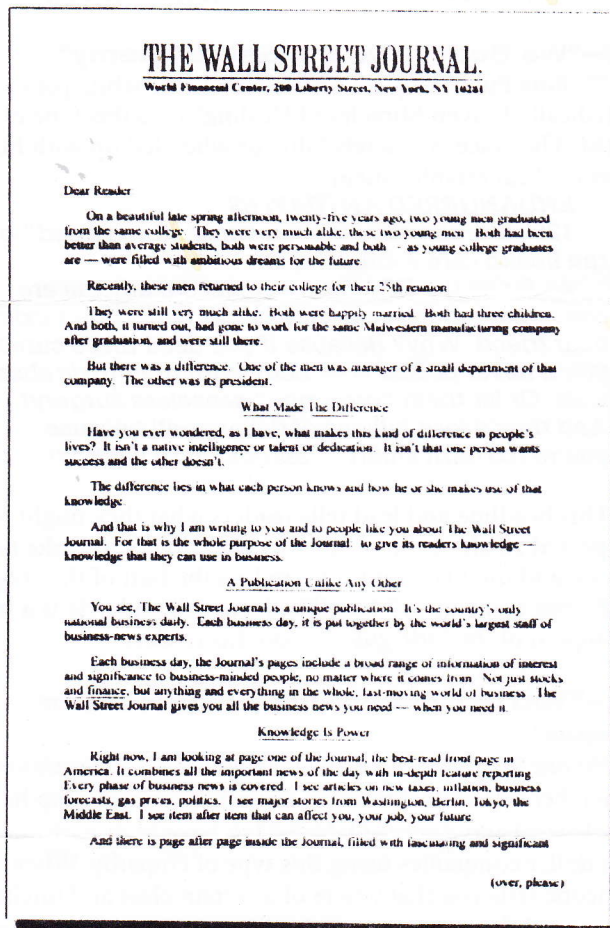 THE WALL STREET JOURNAL.
World Financial Center, 200 Liberty Street, New York, NY 10281
Dear Reader
On a beautiful late spring afternoon, twenty-five years ago, two young men graduated
from the same college. They were very much alike, these two young men. Both had been
better than average students, both were personable and both - as young college graduates
are — were filled with ambitious dreams for the future.
Recently, these men returned to their college for their 25th reunion
They were still very much alike. Both were happily married. Both had three children.
And both, it turned out, had gone to work for the same Midwestern manufacturing company
after graduation, and were still there.
But there was a difference. One of the men was manager of a small department of that
company. The other was its president.
What Made The Difference
Have you ever wondered, as I have, what makes this kind of difference in people's
lives? It isn't a native intelligence or talent or dedication. It isn't that one person wants
success and the other doesn't.
The difference lies in what each person knows and how he or she makes use of that
knowledge.
And that is why I am writing to you and to people like you about The Wall Street
Journal. For that is the whole purpose of the Journal: to give its readers knowledge —
knowledge that they can use in business.
A Publication Unlike Any Other
You see, The Wall Street Journal is a unique publication. It's the country's only
national business daily. Each business day, it is put together by the world's largest staff of
business-news experts.
Each business day, the Journal's pages include a broad range of information of interest
and significance to business-minded people, no matter where it comes from. Not just stocks
and finance, but anything and everything in the whole, fast-moving world of business. The
Wall Street Journal gives you all the business news you need — when you need it.
Knowledge Is Power
Right now, I am looking at page one of the Journal, the best-read front page in
America. It combines all the important news of the day with in-depth feature reporting
Every phase of business news is covered. I see articles on new taxes, inflation, business
forecasts, gas prices, politics. I see major stories from Washington, Berlin, Tokyo, the
Middle East. I see item after item that can affect you, your job, your future.
And there is page after page inside the Journal, filled with fascinating and significant
(over, please)